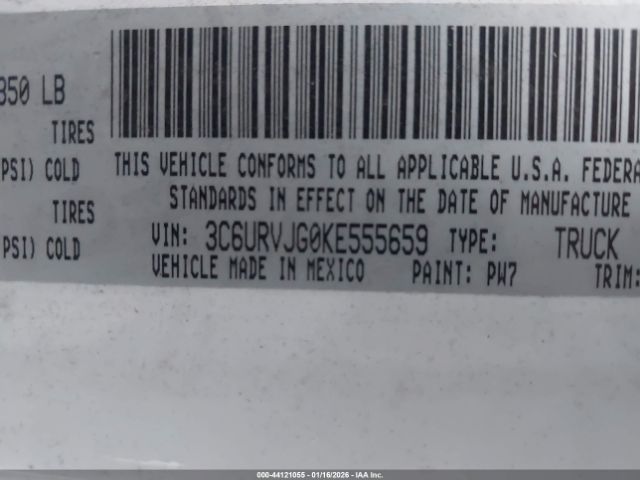 350 LB
TIRES
PSI) COLD
TIRES
PSI) COLD
THIS VEHICLE CONFORMS TO ALL APPLICABLE U.S.A. FEDERA
STANDARDS IN EFFECT ON THE DATE OF MANUFACTURE
VIN: 3C6URVJG0KE555659 TYPE: TRUCK
VEHICLE MADE IN MEXICO PAINT: PW7 TRIM:
000-44121055 - 01/16/2026 - IAA Inc.